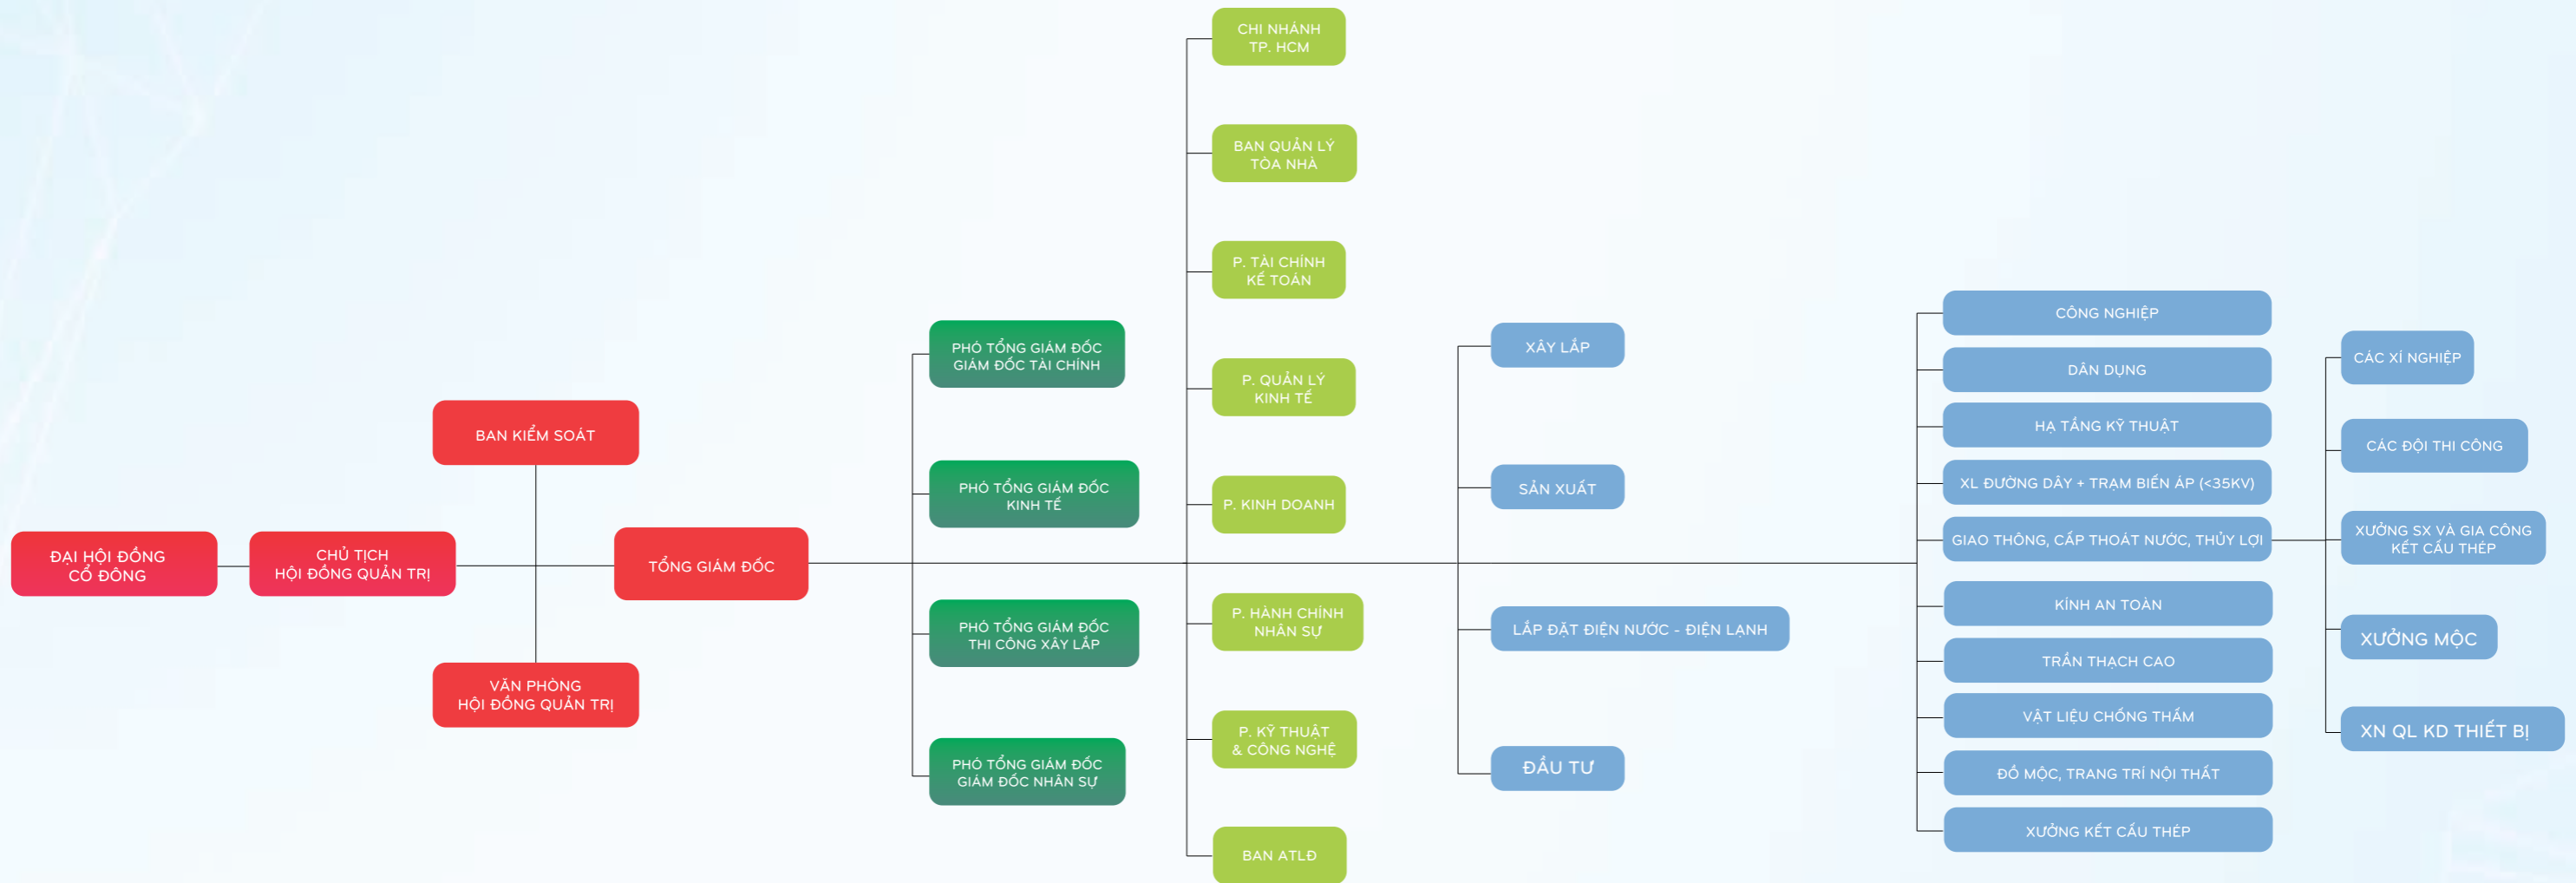 ĐẠI HỘI ĐỒNG
CỔ ĐÔNG
CHỦ TỊCH
HỘI ĐỒNG QUẢN TRỊ
BAN KIỂM SOÁT
VĂN PHÒNG
HỘI ĐỒNG QUẢN TRỊ
TỔNG GIÁM ĐỐC
PHÓ TỔNG GIÁM ĐỐC
GIÁM ĐỐC TÀI CHÍNH
PHÓ TỔNG GIÁM ĐỐC
KINH TẾ
PHÓ TỔNG GIÁM ĐỐC
THI CÔNG XÂY LẮP
PHÓ TỔNG GIÁM ĐỐC
GIÁM ĐỐC NHÂN SỰ
CHI NHÁNH
TP. HCM
BAN QUẢN LÝ
TÒA NHÀ
P. TÀI CHÍNH
KẾ TOÁN
P. QUẢN LÝ
KINH TẾ
P. KINH DOANH
P. HÀNH CHÍNH
NHÂN SỰ
P. KỸ THUẬT
& CÔNG NGHỆ
BAN ATLĐ
XÂY LẮP
SẢN XUẤT
LẮP ĐẶT ĐIỆN NƯỚC - ĐIỆN LẠNH
ĐẦU TƯ
CÔNG NGHIỆP
DÂN DỤNG
HẠ TẦNG KỸ THUẬT
XL ĐƯỜNG DÂY + TRẠM BIẾN ÁP (<35KV)
GIAO THÔNG, CẤP THOÁT NƯỚC, THỦY LỢI
KÍNH AN TOÀN
TRẦN THẠCH CAO
VẬT LIỆU CHỐNG THẤM
ĐỒ MỘC, TRANG TRÍ NỘI THẤT
XƯỞNG KẾT CẤU THÉP
CÁC XÍ NGHIỆP
CÁC ĐỘI THI CÔNG
XƯỞNG SX VÀ GIA CÔNG
KẾT CẤU THÉP
XƯỞNG MỘC
XN QL KD THIẾT BỊ